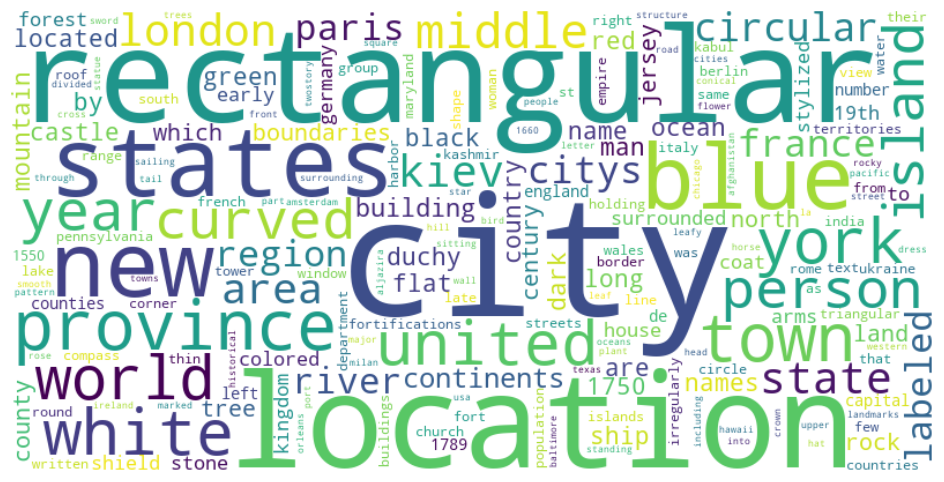 forest
trees
sword
located
london
paris
middle
circular
rectangular
right
red
structure
their
jersey
road
kabul
cities
water
island
roof
divided
cross
statue
square
green
early
south
front
twostory
germany
group
berlin
maryland
shape
woman
st
people
empire
same
flower
stylized
view
conical
number
mountain
by
castle
which
boundaries
black
1660
name
man
ocean
letter
italy
19th
territories
france
range
through
sailing
tail
surrounding
harbor
kashmir
kiev
citys
afghanistan
chicago
from
to
rocky
pacific
street
states
blue
year
curved
french
part
amsterdam
star
hill
bird
building
england
holding
country
surrounded
north
india
la
leafy
was
horse
dress
pennsylvania
1550
lake
smooth
pattern
towns
new
region
tower
window
sitting
aljazira
wall
leaf
duchy
flat
century
wales
border
dark
long
coat
rome
text
ukraine
york
city
area
late
line
person
as
counties
corner
province
historical
fortifications
department
major
milan
streets
oceans
plant
united
de
house
head
arms
triangular
land
western
town
rose
compass
thin
colored
are
texas
circle
that
world
river
continents
1750
names
state
labelled
county
round
ireland
marked
left
tree
kingdom
orleans
port
usa
fort
islands
irregularly
including
hawaii
crown
upper
capital
landmarks
few
white
written
shield
stone
location
buildings
church
1789
population
baltimore
ship
standing
into
hat
rock
countries